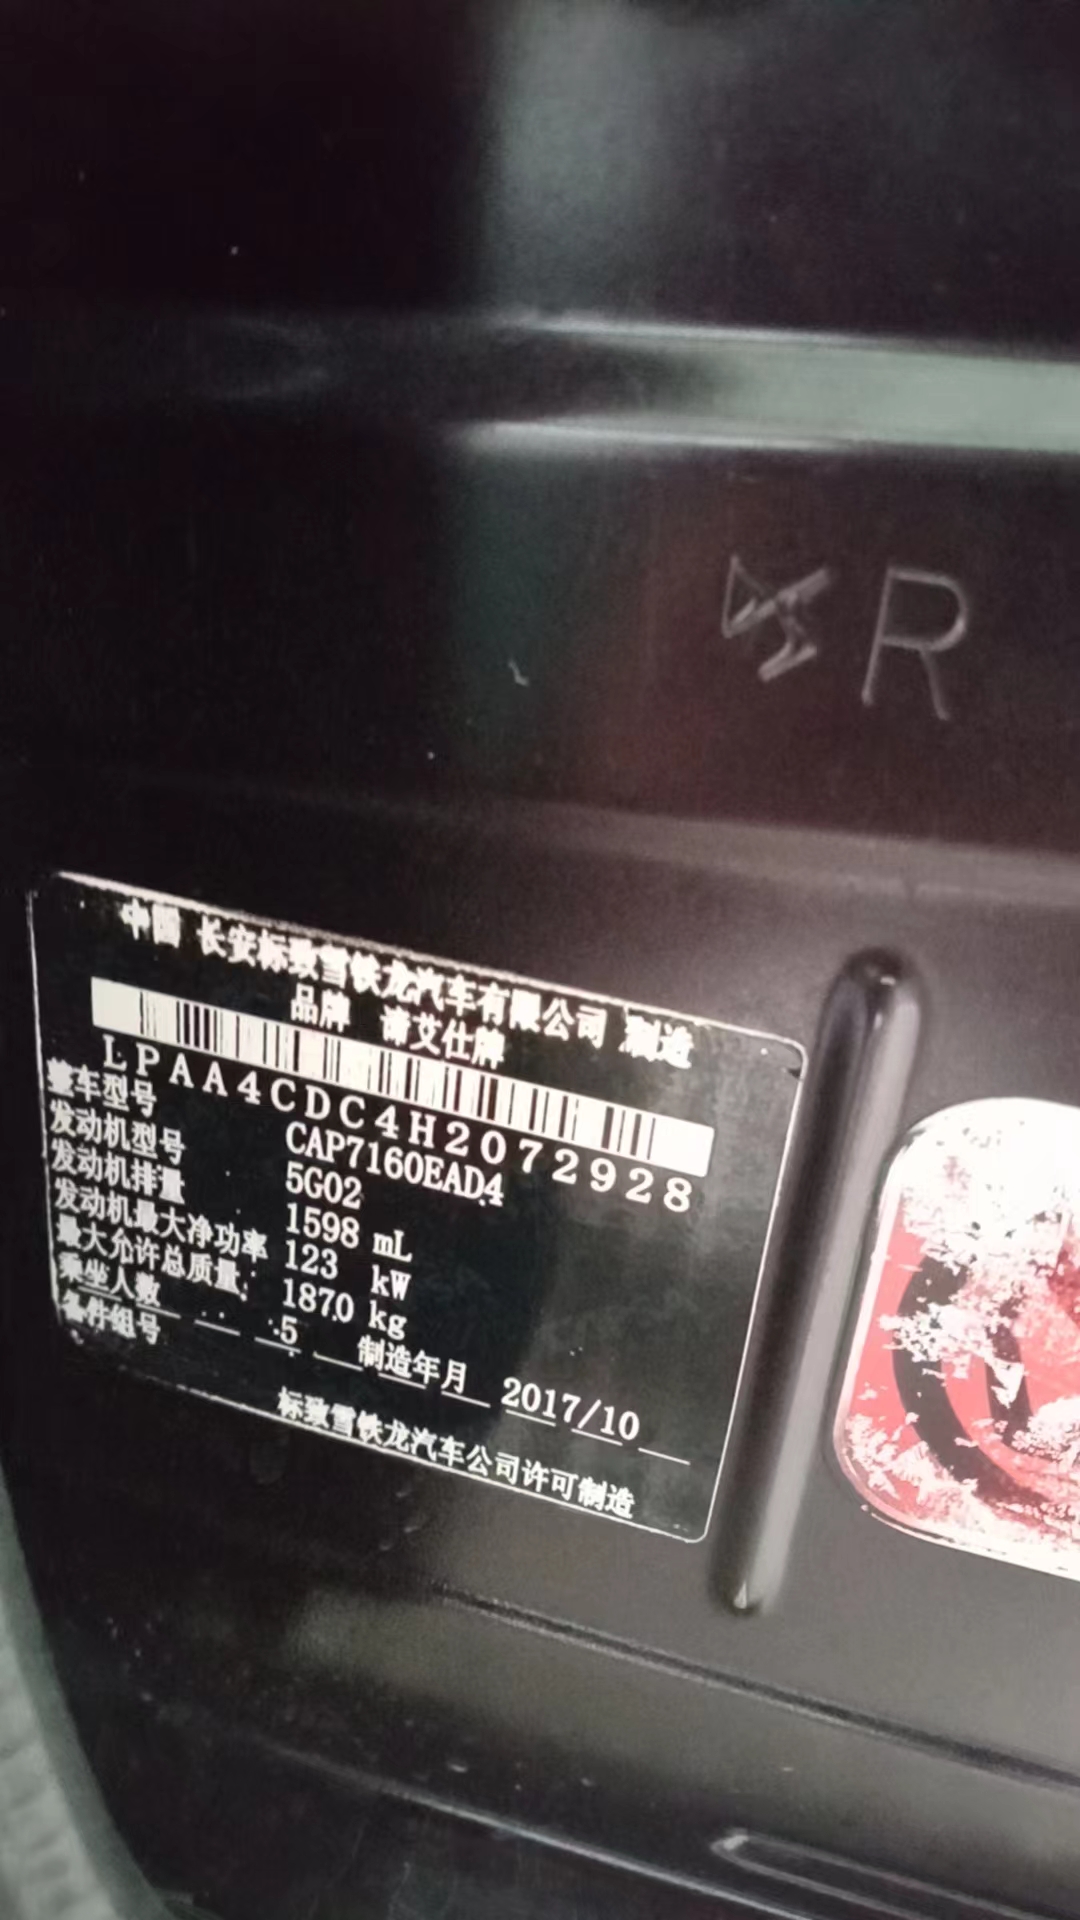 R
中国 长安标致雪铁龙汽车有限公司 制造
品牌 谛艾仕牌
LPAA4CDC4H2072928
整车型号 CAP7160EAD4
发动机型号 5G02
发动机排量 1598 mL
发动机最大净功率 123 kW
最大允许总质量 1870 kg
乘坐人数 5 制造年月 2017/10
备件组号
标致雪铁龙汽车公司许可制造